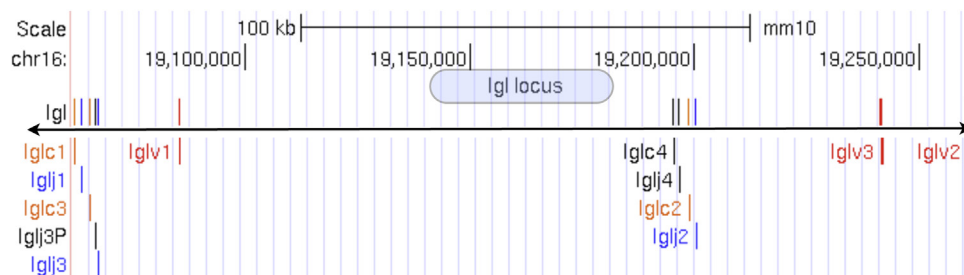 Scale 100 kb mm10
chr16: 19,100,000 19,150,000 19,200,000 19,250,000
Igl locus
Igl
Iglc1 Iglv1 Iglc4 Iglv3 Iglv2
Iglj1 Iglj4
Iglc3 Iglc2
Iglj3P Iglj2
Iglj3